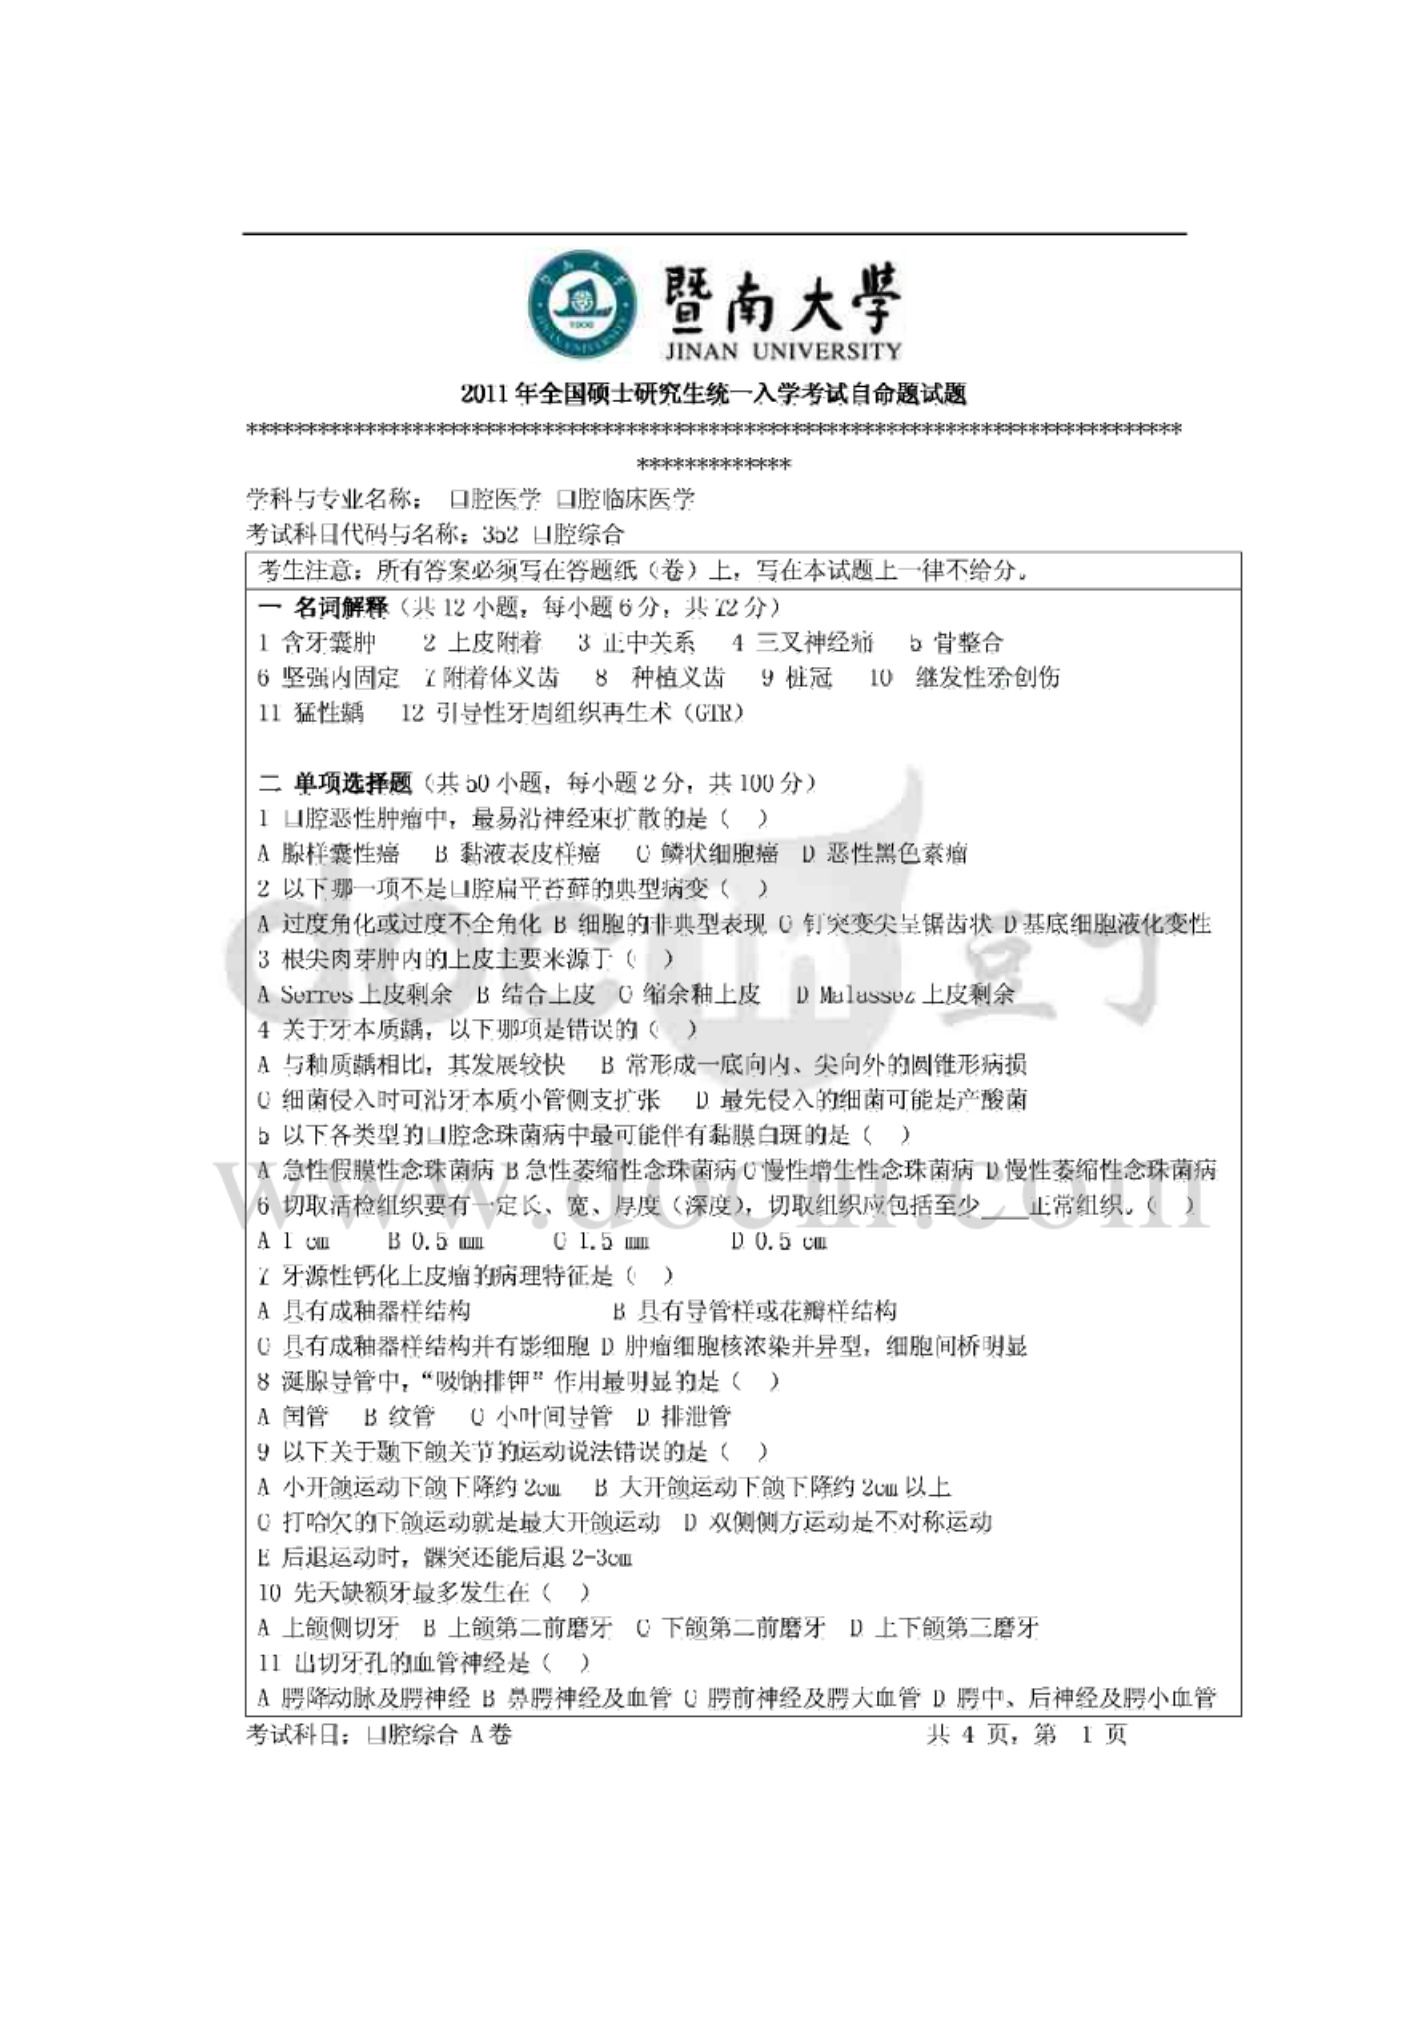 暨南大学
JINAN UNIVERSITY
2011年全国硕士研究生统一入学考试自命题试题
*******************************************************************************
*************
学科与专业名称： 口腔医学 口腔临床医学
考试科目代码与名称：352 口腔综合
考生注意：所有答案必须写在答题纸（卷）上，写在本试题上一律不给分。
一 名词解释（共12小题，每小题6分，共72分）
1 含牙囊肿 2 上皮附着 3 正中关系 4 三叉神经痛 5 骨整合
6 坚强内固定 7附着体义齿 8 种植义齿 9 桩冠 10 继发性𬌗创伤
11 猛性龋 12 引导性牙周组织再生术（GTR）
二 单项选择题（共50小题，每小题2分，共100分）
1 口腔恶性肿瘤中，最易沿神经束扩散的是（ ）
A 腺样囊性癌 B 黏液表皮样癌 C 鳞状细胞癌 D 恶性黑色素瘤
2 以下哪一项不是口腔扁平苔藓的典型病变（ ）
A 过度角化或过度不全角化 B 细胞的非典型表现 C 钉突变尖呈锯齿状 D基底细胞液化变性
3 根尖肉芽肿内的上皮主要来源于（ ）
A Serres上皮剩余 B 结合上皮 C 缩余釉上皮 D Malassez上皮剩余
4 关于牙本质龋，以下哪项是错误的（ ）
A 与釉质龋相比，其发展较快 B 常形成一底向内、尖向外的圆锥形病损
C 细菌侵入时可沿牙本质小管侧支扩张 D 最先侵入的细菌可能是产酸菌
5 以下各类型的口腔念珠菌病中最可能伴有黏膜白斑的是（ ）
A 急性假膜性念珠菌病 B急性萎缩性念珠菌病 C慢性增生性念珠菌病 D慢性萎缩性念珠菌病
6 切取活检组织要有一定长、宽、厚度（深度），切取组织应包括至少____正常组织。（ ）
A 1 cm B 0.5 mm C 1.5 mm D 0.5 cm
7 牙源性钙化上皮瘤的病理特征是（ ）
A 具有成釉器样结构 B 具有导管样或花瓣样结构
C 具有成釉器样结构并有影细胞 D 肿瘤细胞核浓染并异型，细胞间桥明显
8 涎腺导管中，“吸钠排钾”作用最明显的是（ ）
A 闰管 B 纹管 C 小叶间导管 D 排泄管
9 以下关于颞下颌关节的运动说法错误的是（ ）
A 小开颌运动下颌下降约2cm B 大开颌运动下颌下降约2cm以上
C 打哈欠的下颌运动就是最大开颌运动 D 双侧侧方运动是不对称运动
E 后退运动时，髁突还能后退2-3cm
10 先天缺额牙最多发生在（ ）
A 上颌侧切牙 B 上颌第二前磨牙 C 下颌第二前磨牙 D 上下颌第三磨牙
11 出切牙孔的血管神经是（ ）
A 腭降动脉及腭神经 B 鼻腭神经及血管 C 腭前神经及腭大血管 D 腭中、后神经及腭小血管
考试科目：口腔综合 A卷 共 4 页，第 1 页
docin 豆丁
www.docin.com